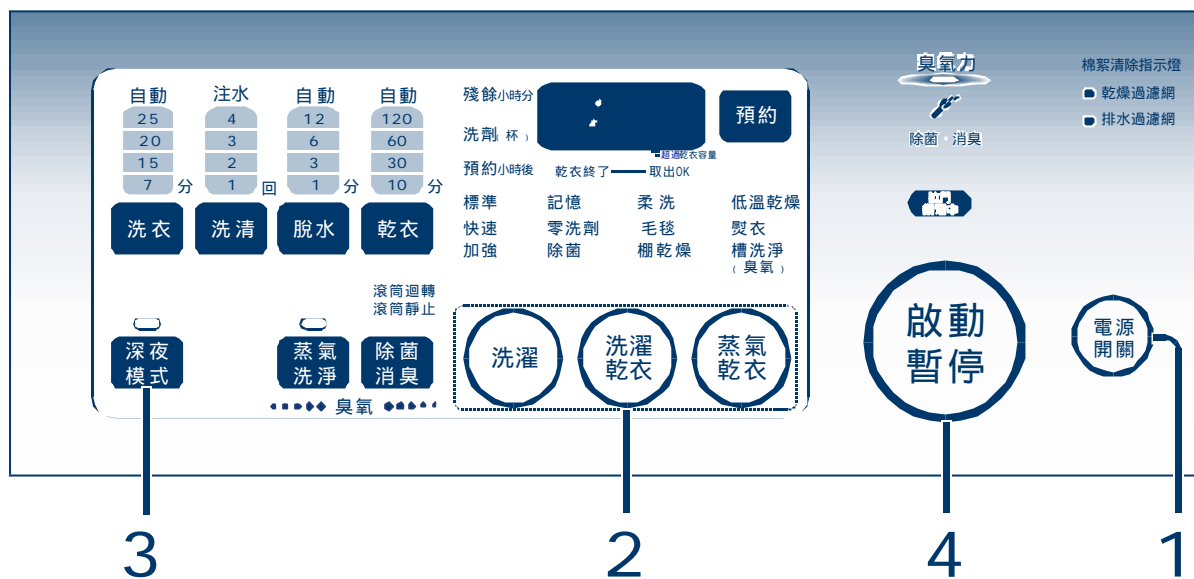 臭氧力
除菌・消臭
棉絮清除指示燈
乾燥過濾網
排水過濾網
自動 注水 自動 自動
25 4 12 120
20 3 6 60
15 2 3 30
7 分 1 回 1 分 10 分
洗衣 洗清 脫水 乾衣
殘餘小時分
洗劑(杯)
預約小時後
預約
超過乾衣容量
乾衣終了 取出OK
標準 記憶 柔洗 低溫乾燥
快速 零洗劑 毛毯 熨衣
加強 除菌 棚乾燥 槽洗淨
(臭氧)
滾筒迴轉
滾筒靜止
深夜
模式
蒸氣
洗淨
除菌
消臭
臭氧
洗濯
洗濯
乾衣
蒸氣
乾衣
啟動
暫停
電源
開關
3 2 4 1